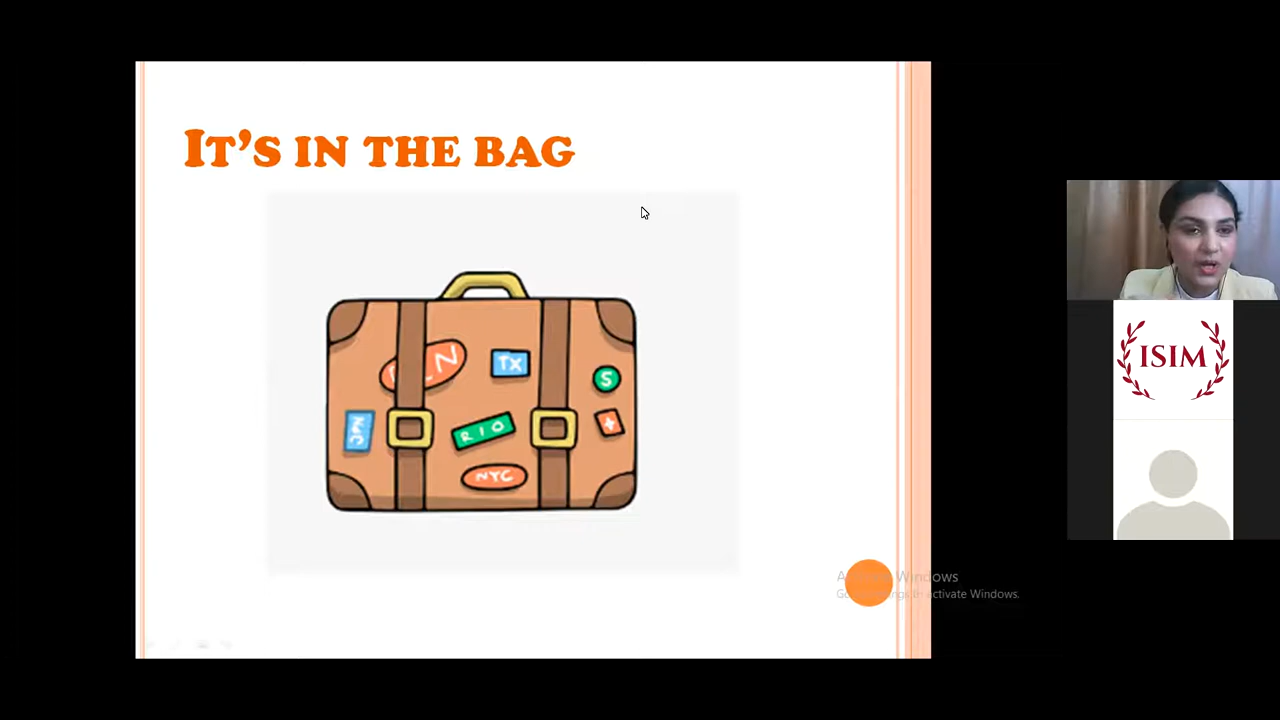 IT'S IN THE BAG
TX
S
RIO
NYC
ISIM
Windows
activate Windows.